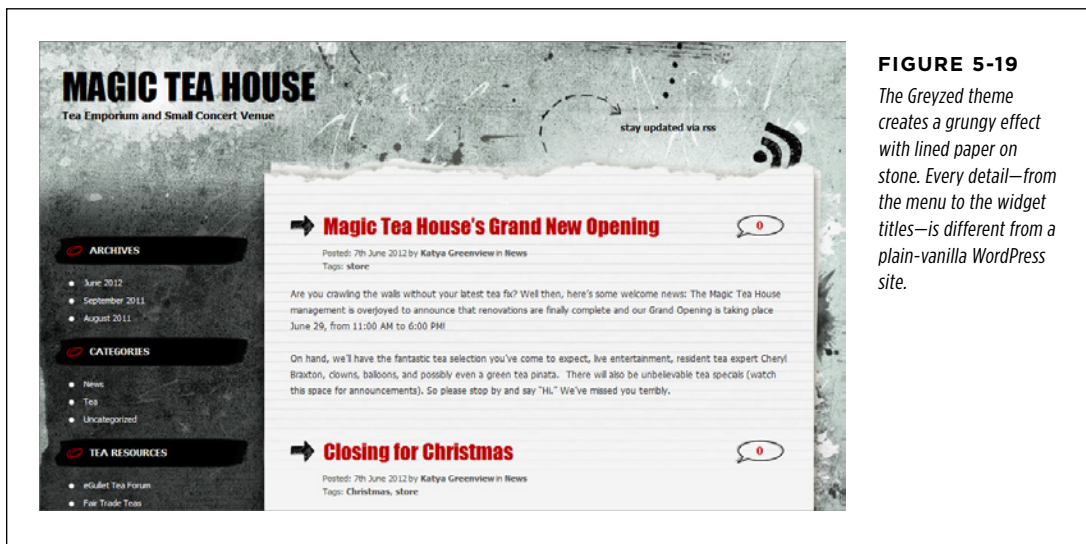 MAGIC TEA HOUSE
Tea Emporium and Small Concert Venue
stay updated via rss
ARCHIVES
June 2012
September 2011
August 2011
CATEGORIES
News
Tea
Uncategorized
TEA RESOURCES
eGullet Tea Forum
Fair Trade Teas
Magic Tea House's Grand New Opening
0
Posted: 7th June 2012 by Katya Greenview in News
Tags: store
Are you crawling the walls without your latest tea fix? Well then, here's some welcome news: The Magic Tea House
management is overjoyed to announce that renovations are finally complete and our Grand Opening is taking place
June 29, from 11:00 AM to 6:00 PM!
On hand, we'll have the fantastic tea selection you've come to expect, live entertainment, resident tea expert Cheryl
Braxton, clowns, balloons, and possibly even a green tea pinata. There will also be unbelievable tea specials (watch
this space for announcements). So please stop by and say "Hi." We've missed you terribly.
Closing for Christmas
0
Posted: 7th June 2012 by Katya Greenview in News
Tags: Christmas, store
FIGURE 5-19
The Greyzed theme
creates a grungy effect
with lined paper on
stone. Every detail—from
the menu to the widget
titles—is different from a
plain-vanilla WordPress
site.